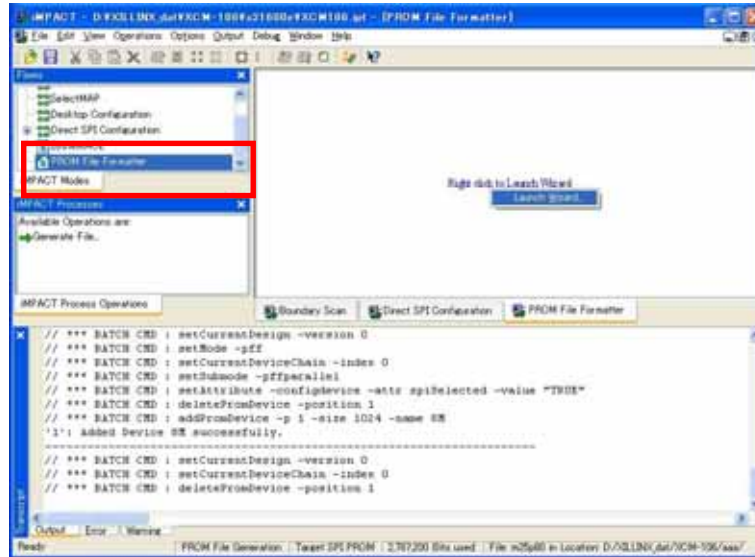 iMPACT - D:¥XILLINX_dat¥XCM-106¥s31600e¥XCM106.ipf - [PROM File Formatter]
File Edit View Operations Options Output Debug Window Help
Flows
SelectMAP
Desktop Configuration
Direct SPI Configuration
SystemACE
PROM File Formatter
iMPACT Modes
iMPACT Processes
Available Operations are:
Generate File...
iMPACT Process Operations
Right click to Launch Wizard
Launch Wizard...
Boundary Scan
Direct SPI Configuration
PROM File Formatter
// *** BATCH CMD : setCurrentDesign -version 0
// *** BATCH CMD : setMode -pff
// *** BATCH CMD : setCurrentDeviceChain -index 0
// *** BATCH CMD : setSubmode -pffparallel
// *** BATCH CMD : setAttribute -configdevice -attr spiSelected -value "TRUE"
// *** BATCH CMD : deletePromDevice -position 1
// *** BATCH CMD : addPromDevice -p 1 -size 1024 -name 8M
'1': Added Device 8M successfully.
----------------------------------------------------------------------
// *** BATCH CMD : setCurrentDesign -version 0
// *** BATCH CMD : setCurrentDeviceChain -index 0
// *** BATCH CMD : deletePromDevice -position 1
Transcript
Output Error Warning
Ready
PROM File Generation Target SPI PROM 2,767,200 Bits used File: m25p80 in Location: D:/XILLINX_dat/XCM-106/aaa/